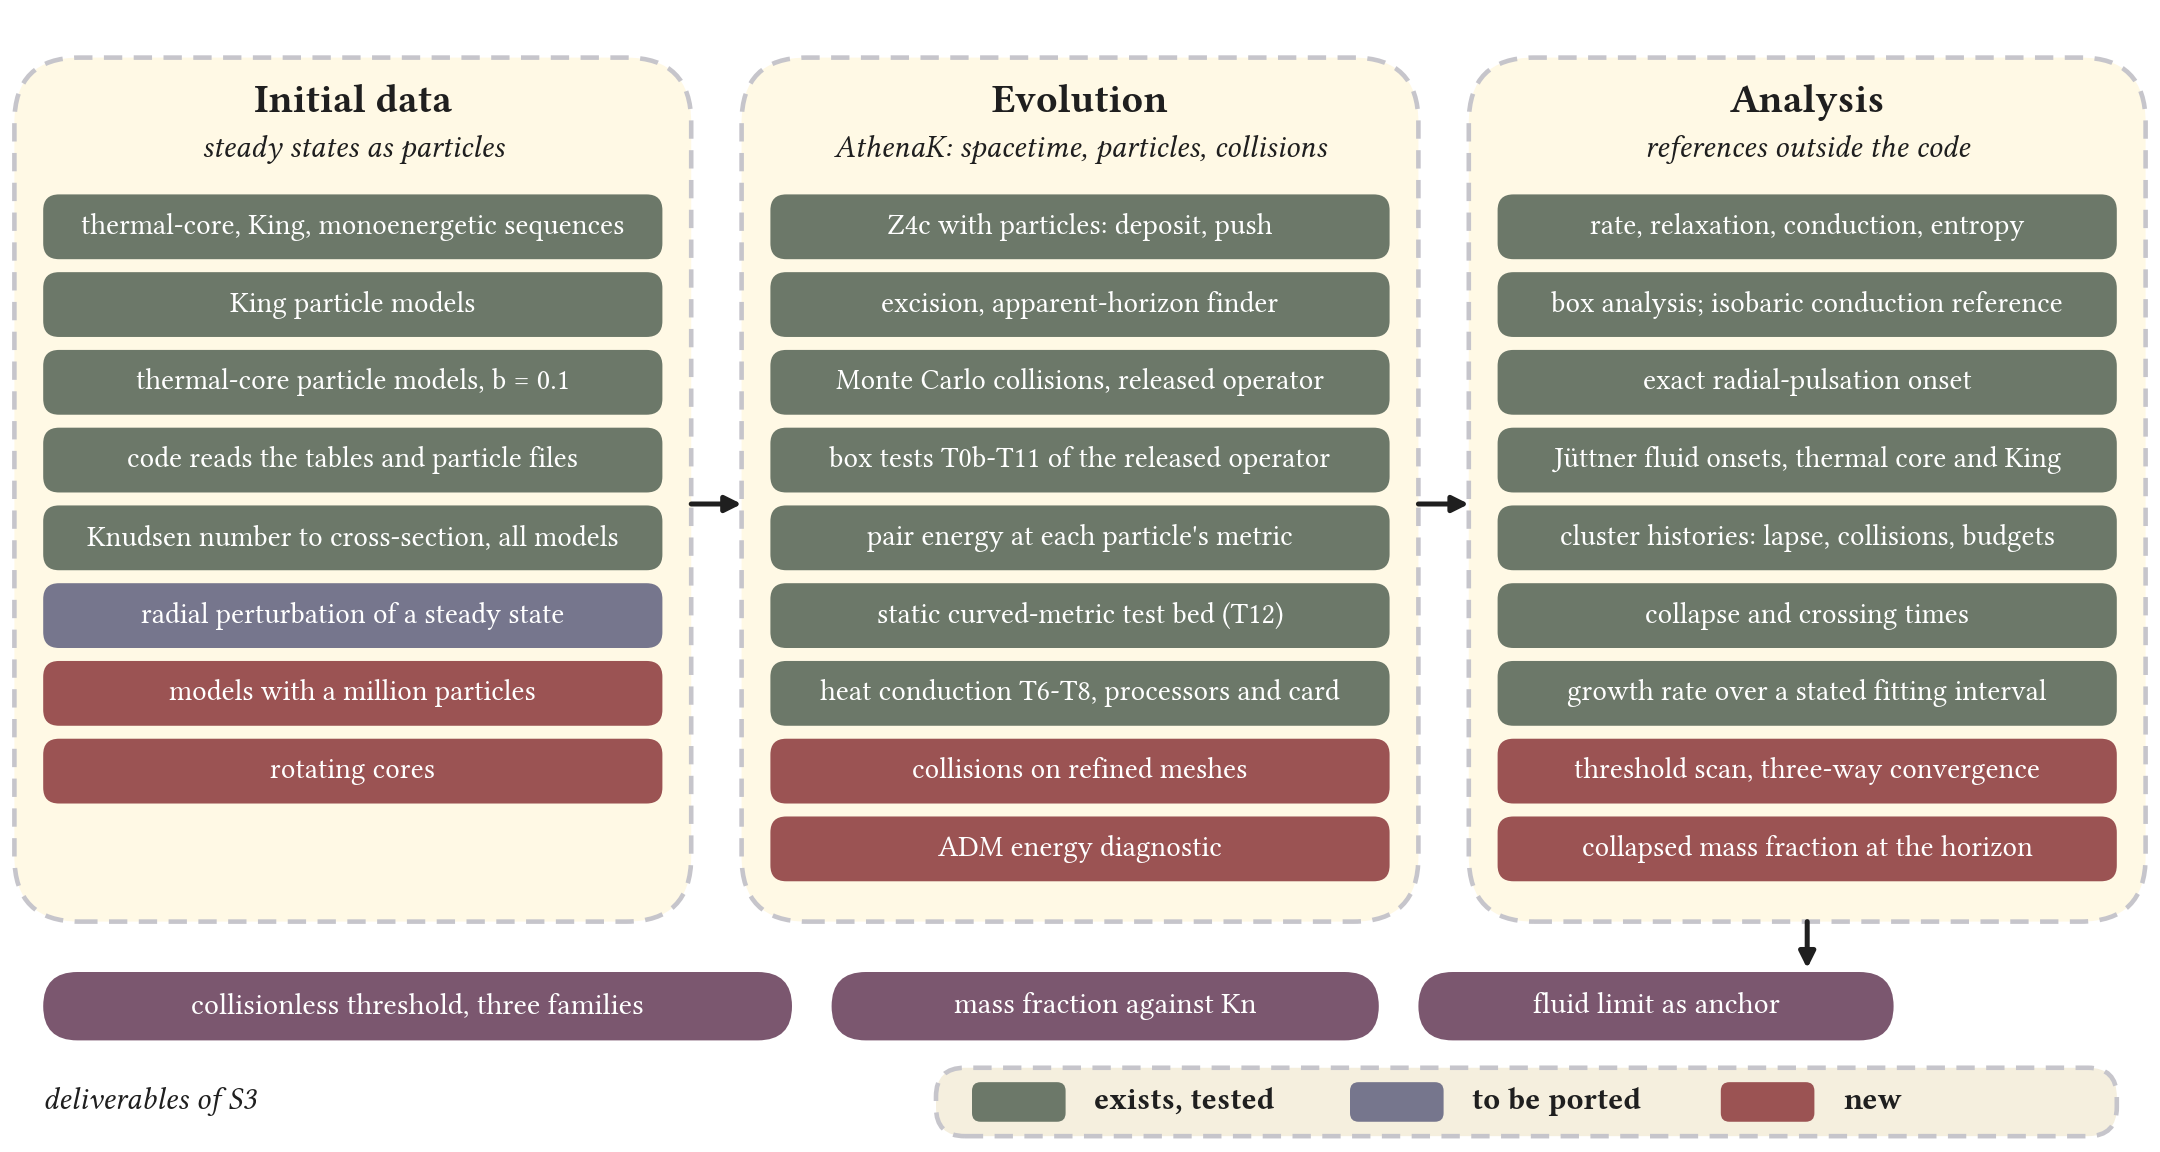 Initial data
steady states as particles
thermal-core, King, monoenergetic sequences
King particle models
thermal-core particle models, b = 0.1
code reads the tables and particle files
Knudsen number to cross-section, all models
radial perturbation of a steady state
models with a million particles
rotating cores
Evolution
AthenaK: spacetime, particles, collisions
Z4c with particles: deposit, push
excision, apparent-horizon finder
Monte Carlo collisions, released operator
box tests T0b-T11 of the released operator
pair energy at each particle's metric
static curved-metric test bed (T12)
heat conduction T6-T8, processors and card
collisions on refined meshes
ADM energy diagnostic
Analysis
references outside the code
rate, relaxation, conduction, entropy
box analysis; isobaric conduction reference
exact radial-pulsation onset
Jüttner fluid onsets, thermal core and King
cluster histories: lapse, collisions, budgets
collapse and crossing times
growth rate over a stated fitting interval
threshold scan, three-way convergence
collapsed mass fraction at the horizon
collisionless threshold, three families
mass fraction against Kn
fluid limit as anchor
deliverables of S3
exists, tested
to be ported
new